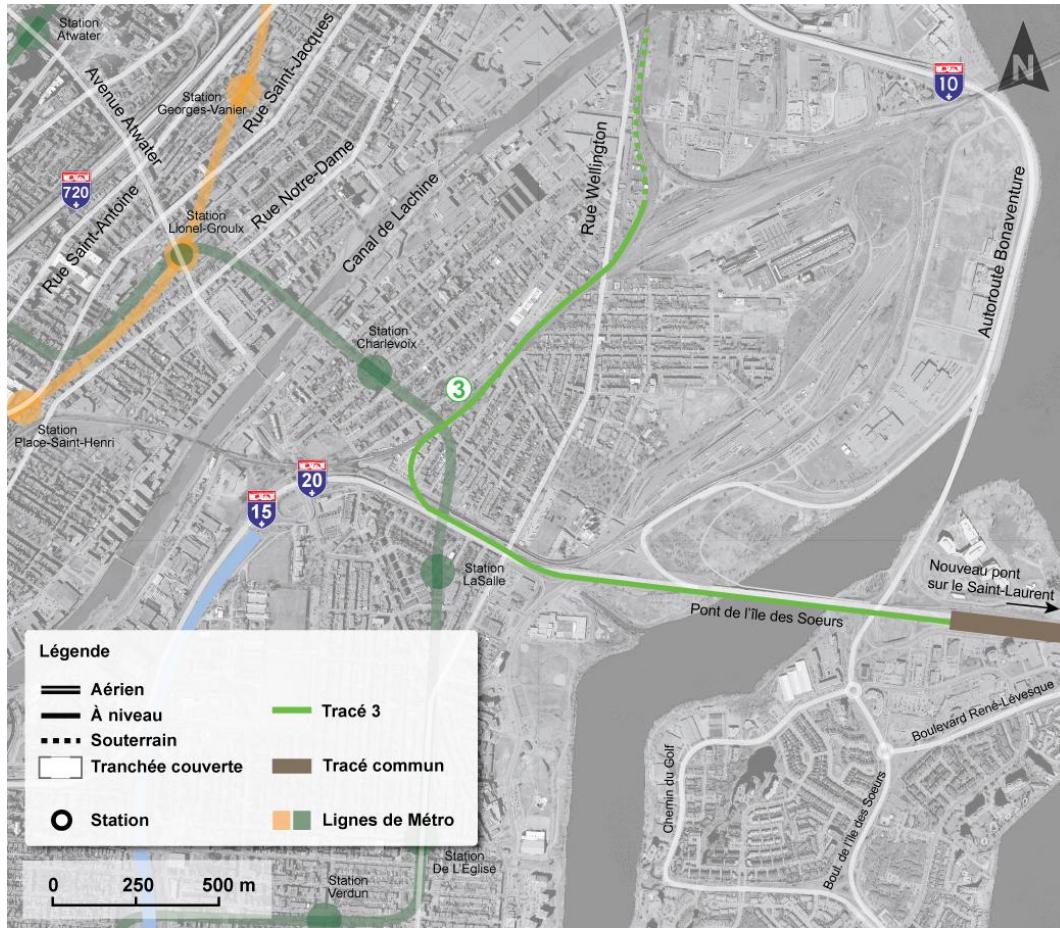 Station
Atwater
Avenue Atwater
Station
Georges-Vanier
Rue Saint-Jacques
N
10
720
Rue Saint-Antoine
Station
Lionel-Groulx
Rue Notre-Dame
Canal de Lachine
Rue Wellington
Autoroute Bonaventure
Station
Charlevoix
3
Station
Place-Saint-Henri
20
15
Station
LaSalle
Nouveau pont
sur le Saint-Laurent
Pont de l'île des Soeurs
Légende
Aérien
À niveau
Souterrain
Tranchée couverte
Station
Tracé 3
Tracé commun
Lignes de Métro
Boulevard René-Lévesque
Chemin du Golf
Boul. de l'île des Soeurs
Station
De L'Église
Station
Verdun
0 250 500 m